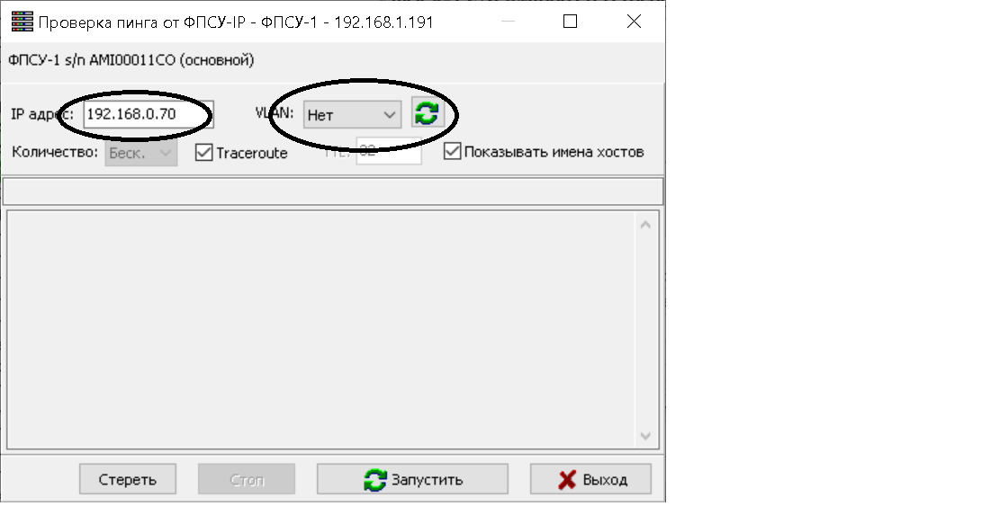 Проверка пинга от ФПСУ-IP - ФПСУ-1 - 192.168.1.191
ФПСУ-1 s/n AMI00011CO (основной)
IP адрес: 192.168.0.70 VLAN: Нет
Количество: Беск. Traceroute TTL: 32 Показывать имена хостов
Стереть Стоп Запустить Выход